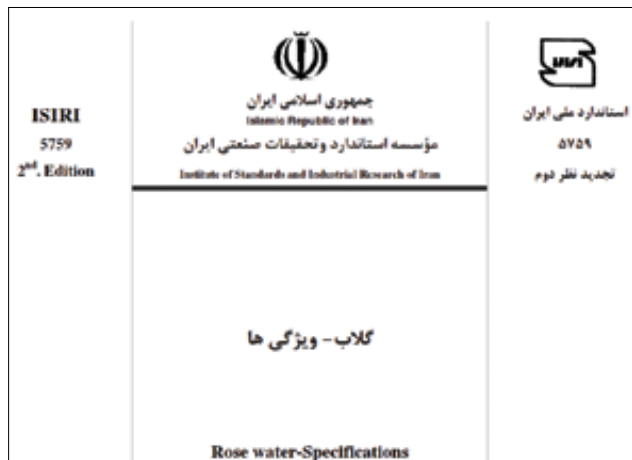 ISIRI
5759
2nd. Edition
جمهوری اسلامی ایران
Islamic Republic of Iran
مؤسسه استاندارد وتحقیقات صنعتی ایران
Institute of Standards and Industrial Research of Iran
استاندارد ملی ایران
۵۷۵۹
تجدید نظر دوم
گلاب- ویژگی ها
Rose water-Specifications